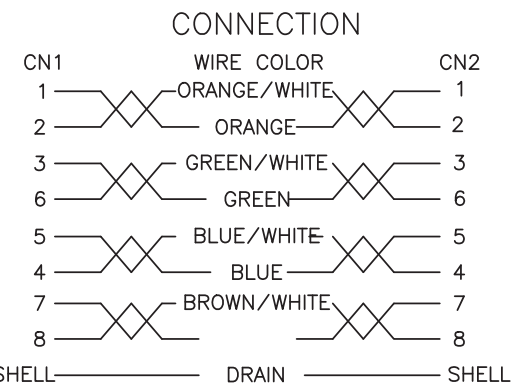 CONNECTION
CN1 WIRE COLOR CN2
1 ORANGE/WHITE 1
2 ORANGE 2
3 GREEN/WHITE 3
6 GREEN 6
5 BLUE/WHITE 5
4 BLUE 4
7 BROWN/WHITE 7
8 8
SHELL DRAIN SHELL